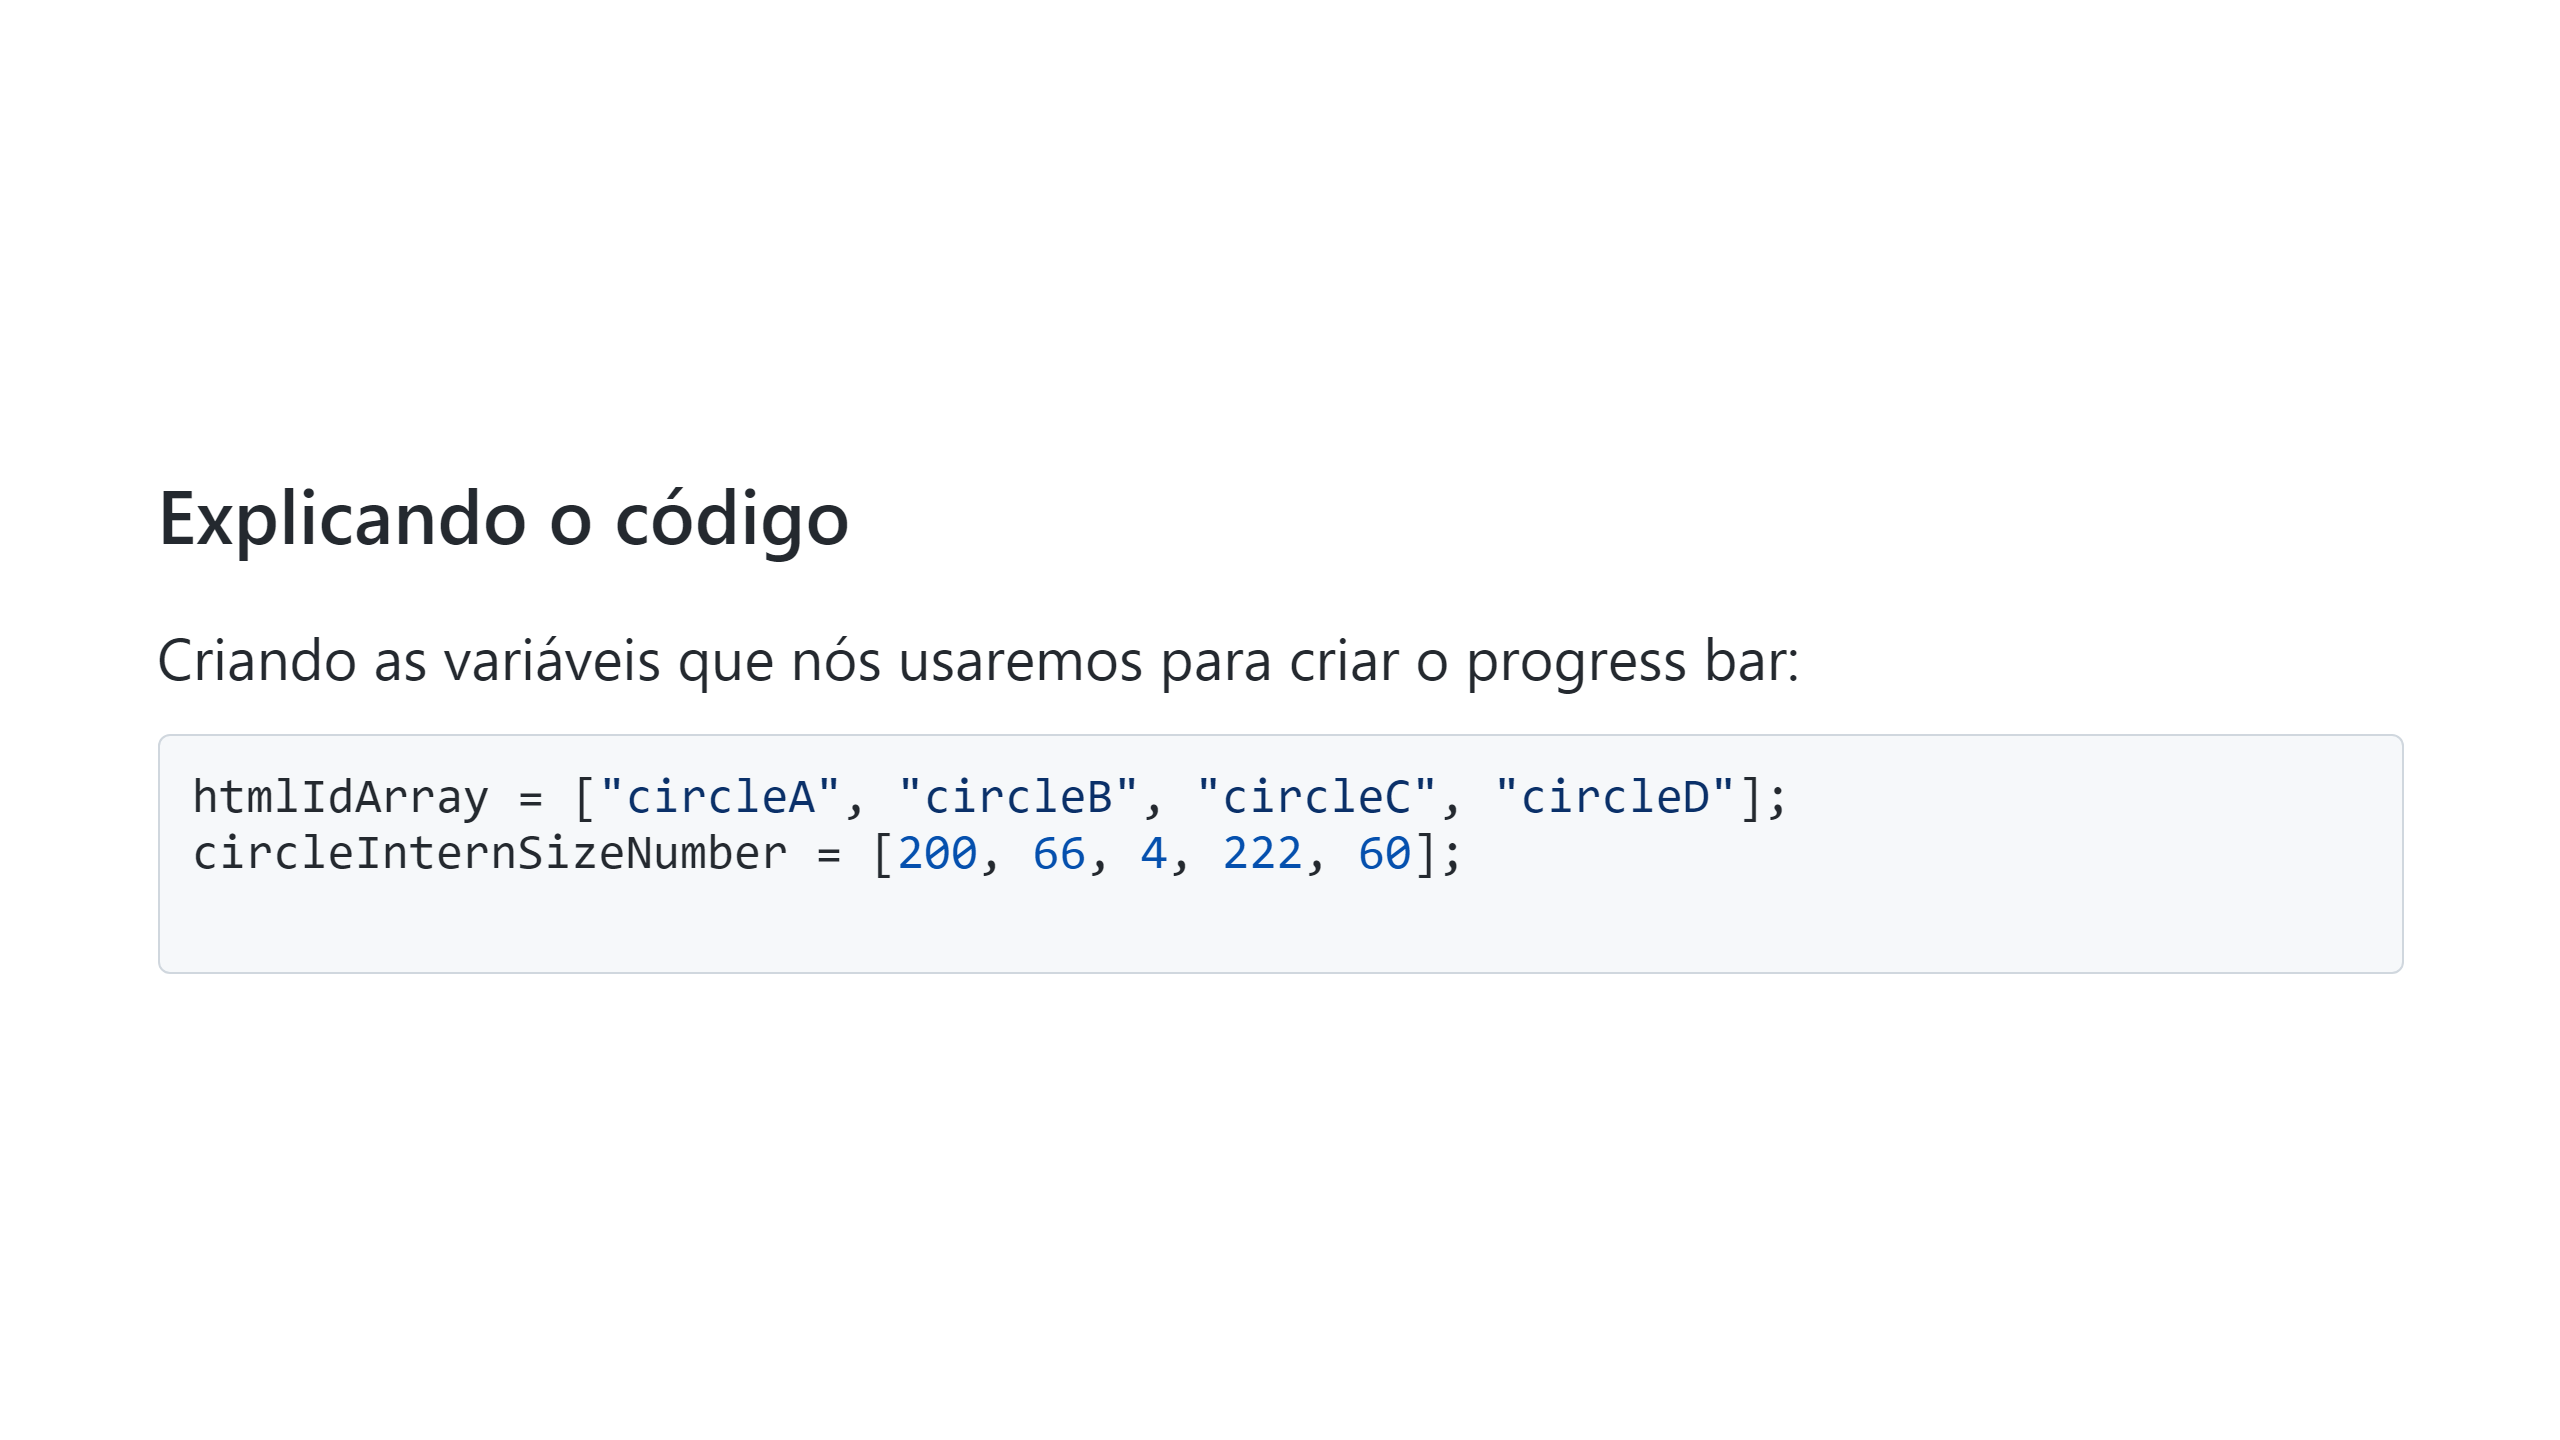 Explicando o código
Criando as variáveis que nós usaremos para criar o progress bar:
htmlIdArray = ["circleA", "circleB", "circleC", "circleD"];
circleInternSizeNumber = [200, 66, 4, 222, 60];